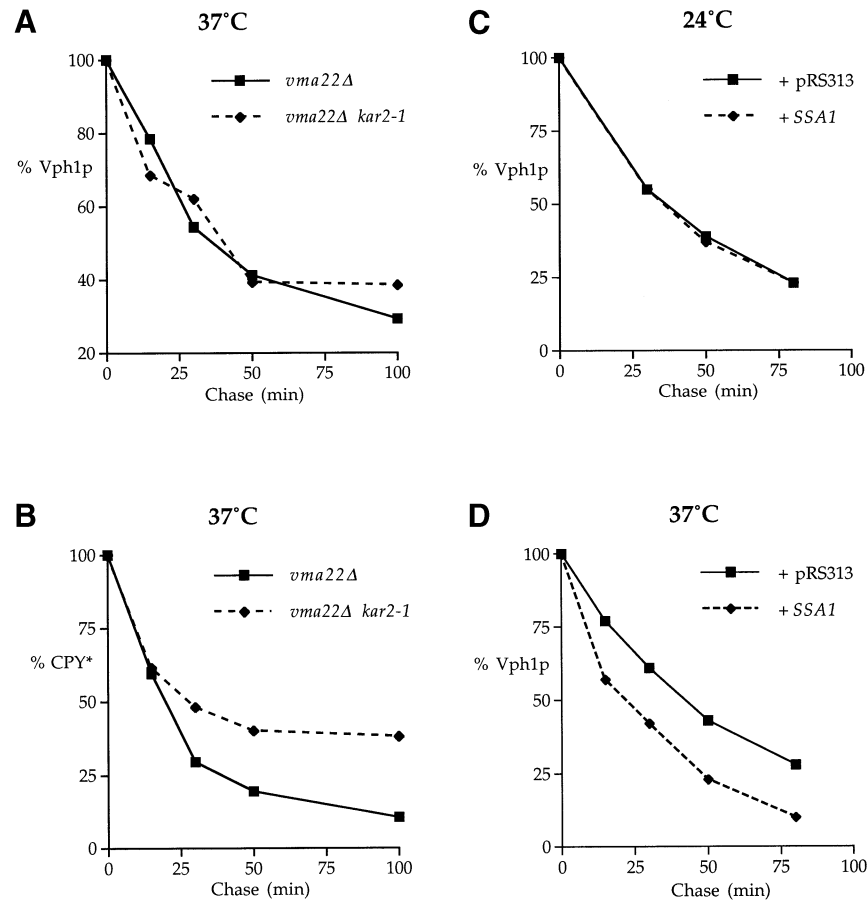 A
37°C
100
80
% Vph1p
60
40
20
0
25
50
75
100
Chase (min)
vma22Δ
vma22Δ kar2-1
C
24°C
100
75
% Vph1p
50
25
0
0
25
50
75
100
Chase (min)
+ pRS313
+ SSA1
B
37°C
100
75
% CPY*
50
25
0
0
25
50
75
100
Chase (min)
vma22Δ
vma22Δ kar2-1
D
37°C
100
75
% Vph1p
50
25
0
0
25
50
75
100
Chase (min)
+ pRS313
+ SSA1